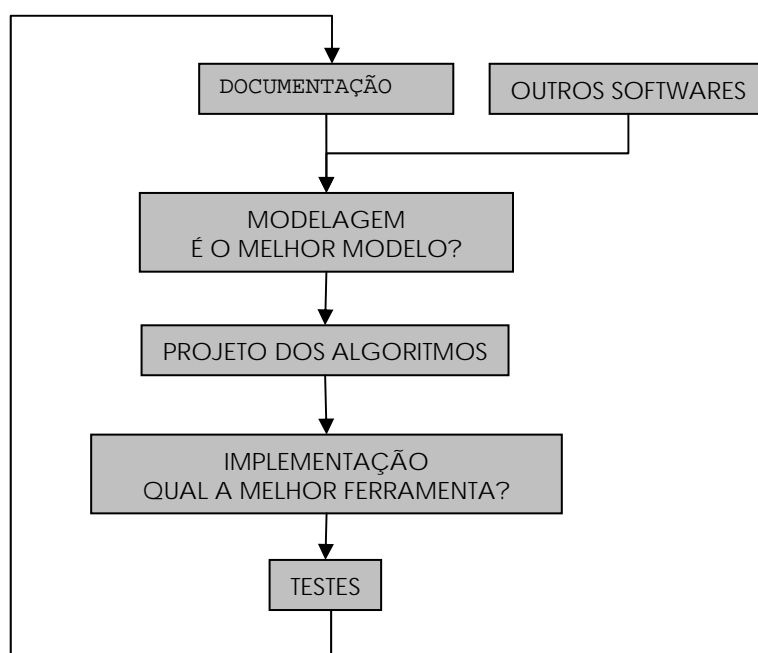 DOCUMENTAÇÃO
OUTROS SOFTWARES
MODELAGEM
É O MELHOR MODELO?
PROJETO DOS ALGORITMOS
IMPLEMENTAÇÃO
QUAL A MELHOR FERRAMENTA?
TESTES